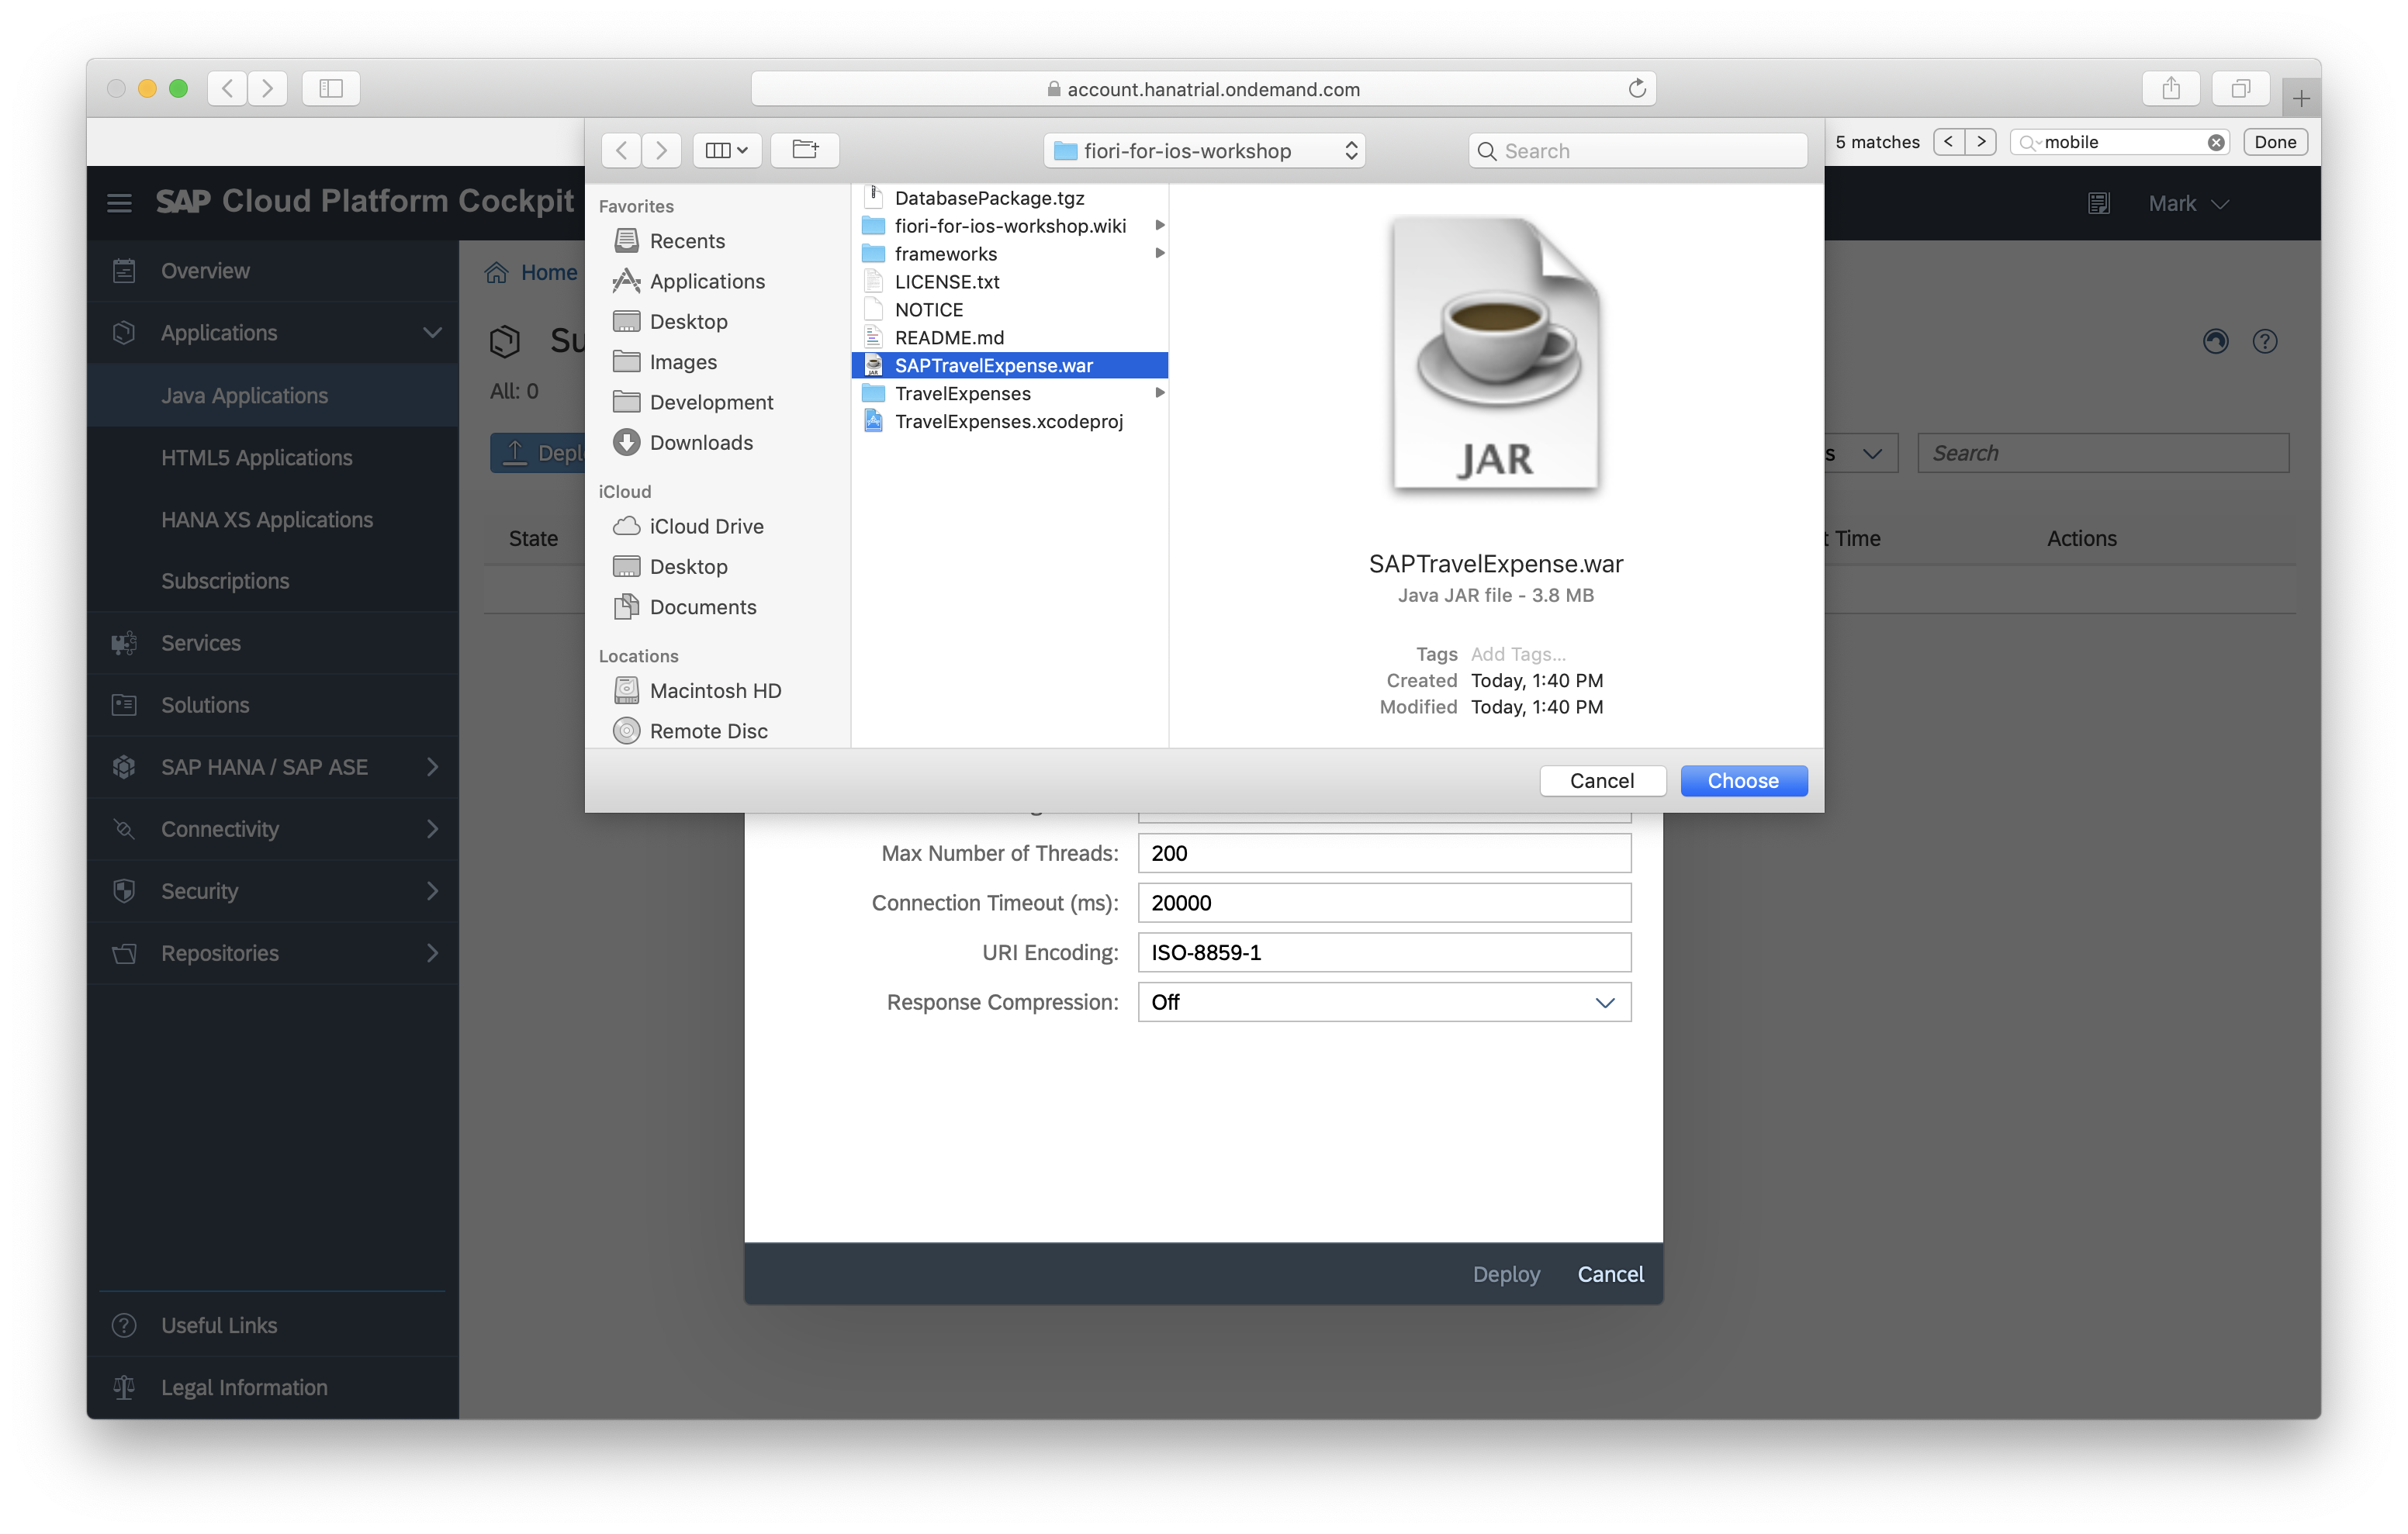 account.hanatrial.ondemand.com
fiori-for-ios-workshop
Search
5 matches
mobile
Done
SAP Cloud Platform Cockpit
Mark
Overview
Applications
Java Applications
HTML5 Applications
HANA XS Applications
Subscriptions
Services
Solutions
SAP HANA / SAP ASE
Connectivity
Security
Repositories
Useful Links
Legal Information
Home
Su
All: 0
Depl
s
Search
State
t Time
Actions
Favorites
Recents
Applications
Desktop
Images
Development
Downloads
iCloud
iCloud Drive
Desktop
Documents
Locations
Macintosh HD
Remote Disc
DatabasePackage.tgz
fiori-for-ios-workshop.wiki
frameworks
LICENSE.txt
NOTICE
README.md
SAPTravelExpense.war
TravelExpenses
TravelExpenses.xcodeproj
JAR
SAPTravelExpense.war
Java JAR file - 3.8 MB
Tags Add Tags...
Created Today, 1:40 PM
Modified Today, 1:40 PM
Cancel
Choose
Max Number of Threads: 200
Connection Timeout (ms): 20000
URI Encoding: ISO-8859-1
Response Compression: Off
Deploy
Cancel